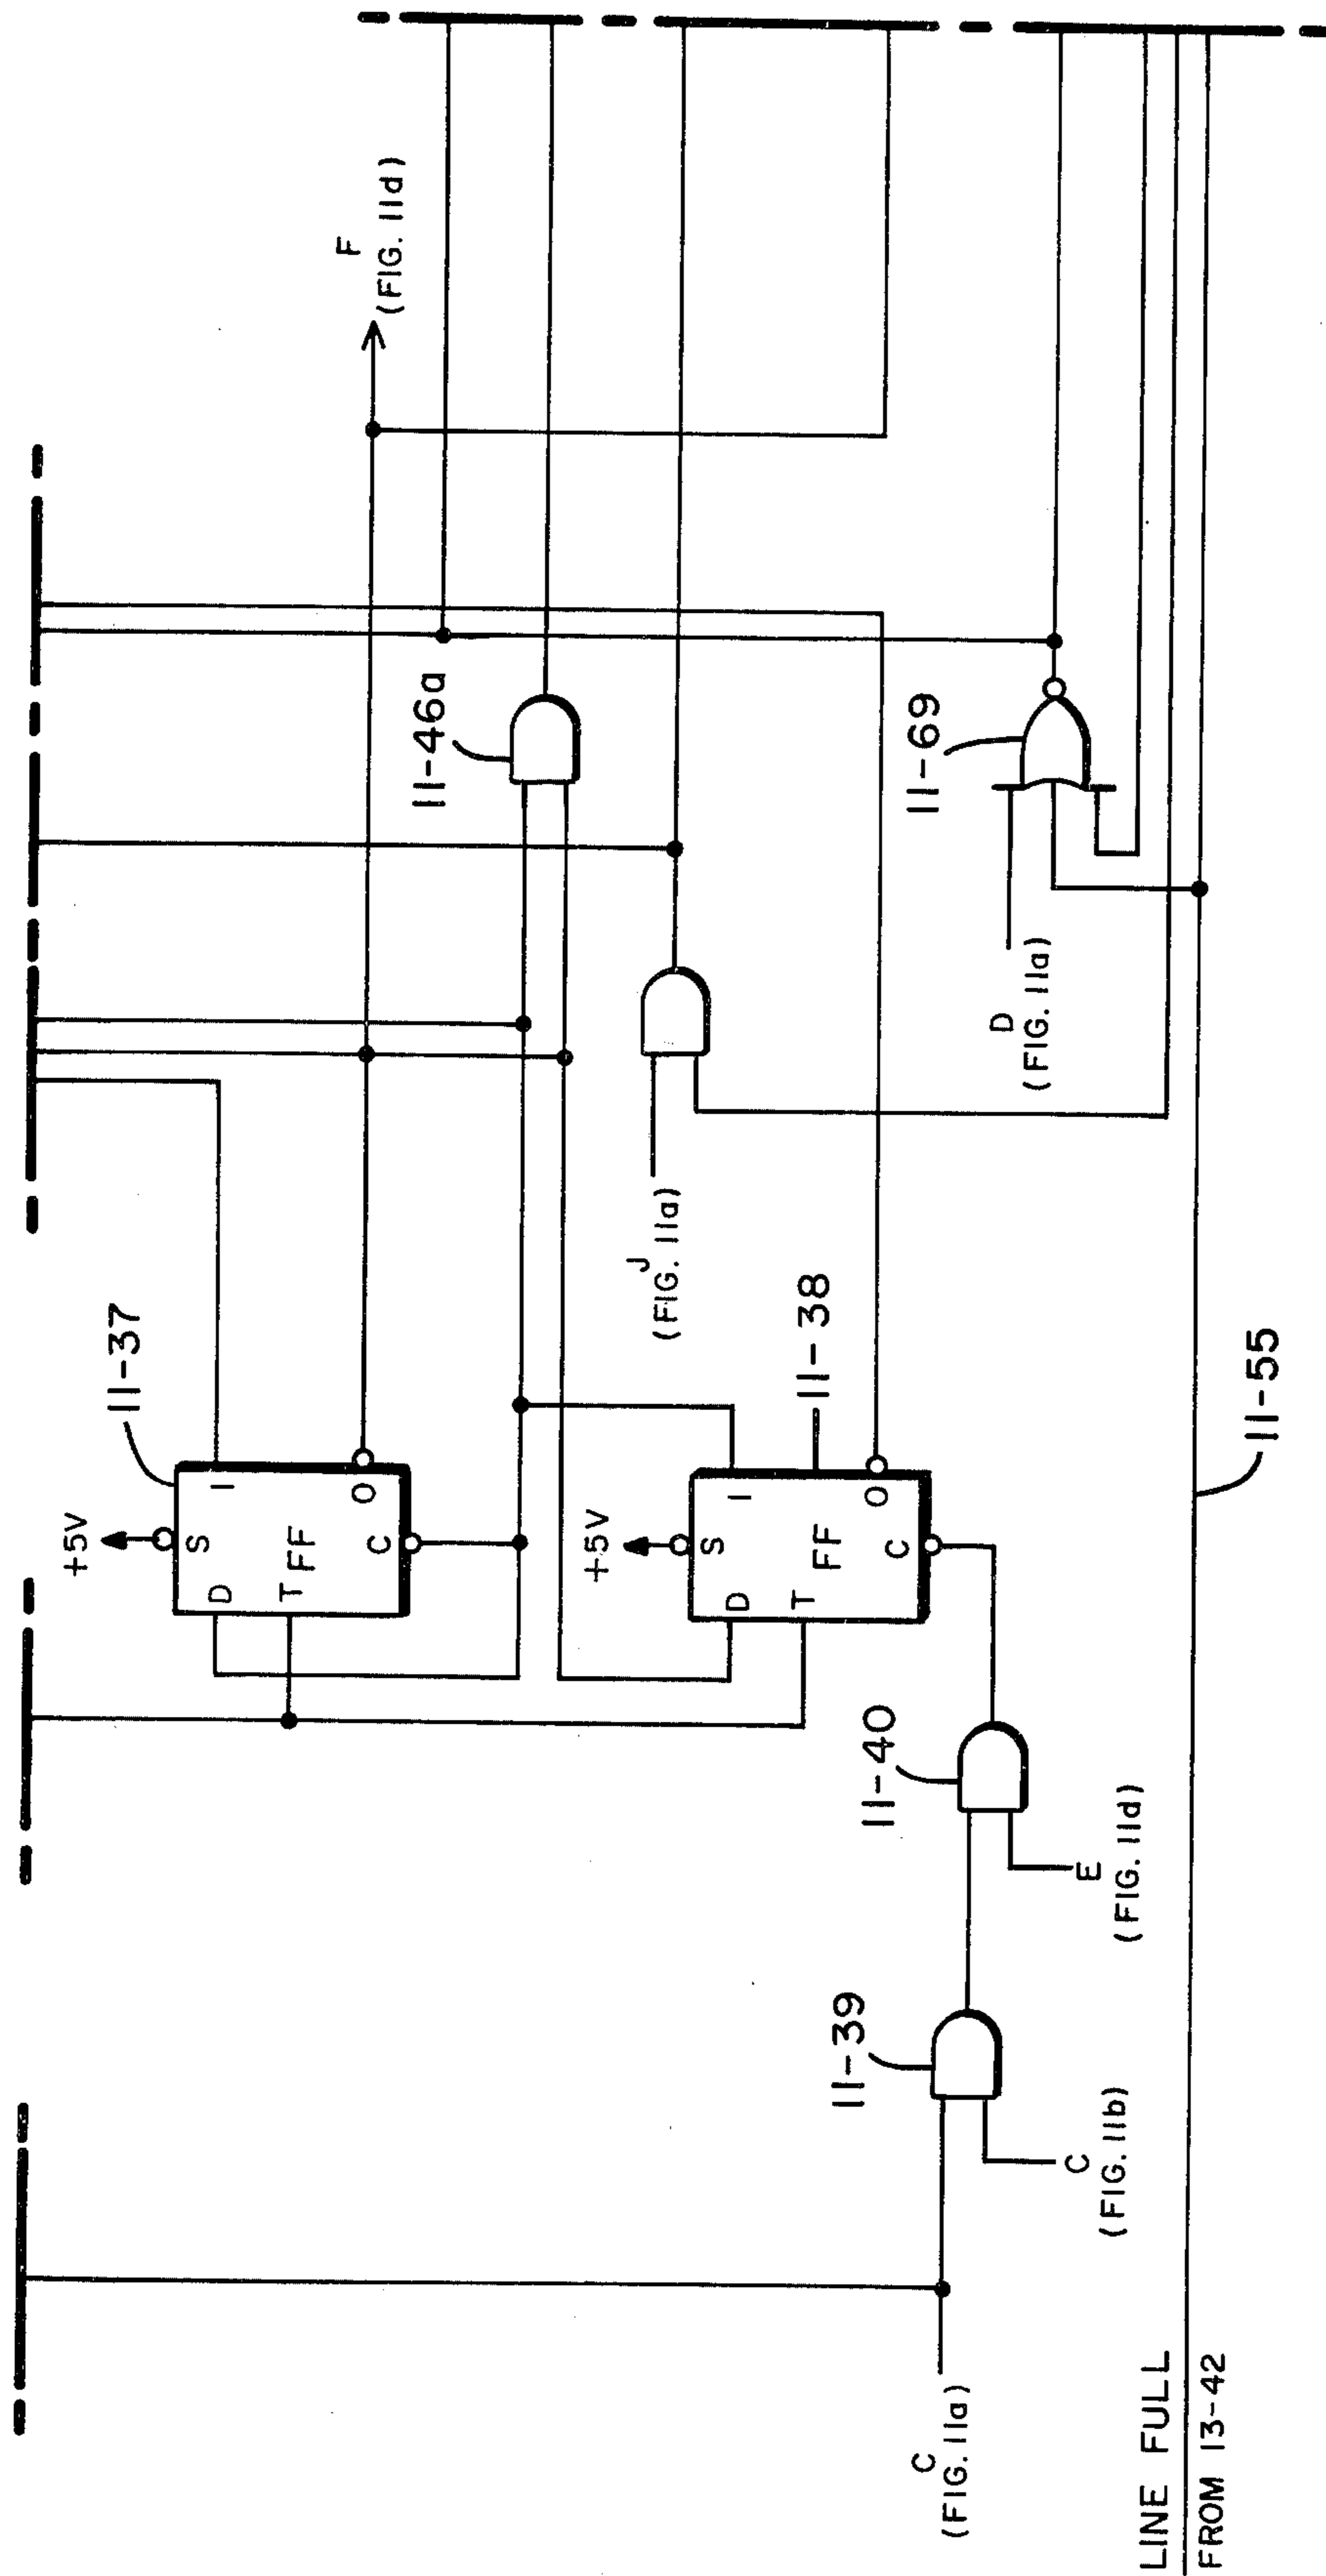 LINE FULL
FROM 13-42
11-55
C
(FIG. 11a)
C
(FIG. 11b)
11-39
E
(FIG. 11d)
11-40
+5V
S
D
I
T
FF
O
C
11-37
+5V
S
D
I
T
FF
O
C
11-38
J
(FIG. 11a)
D
(FIG. 11a)
11-69
11-46a
F
(FIG. 11d)